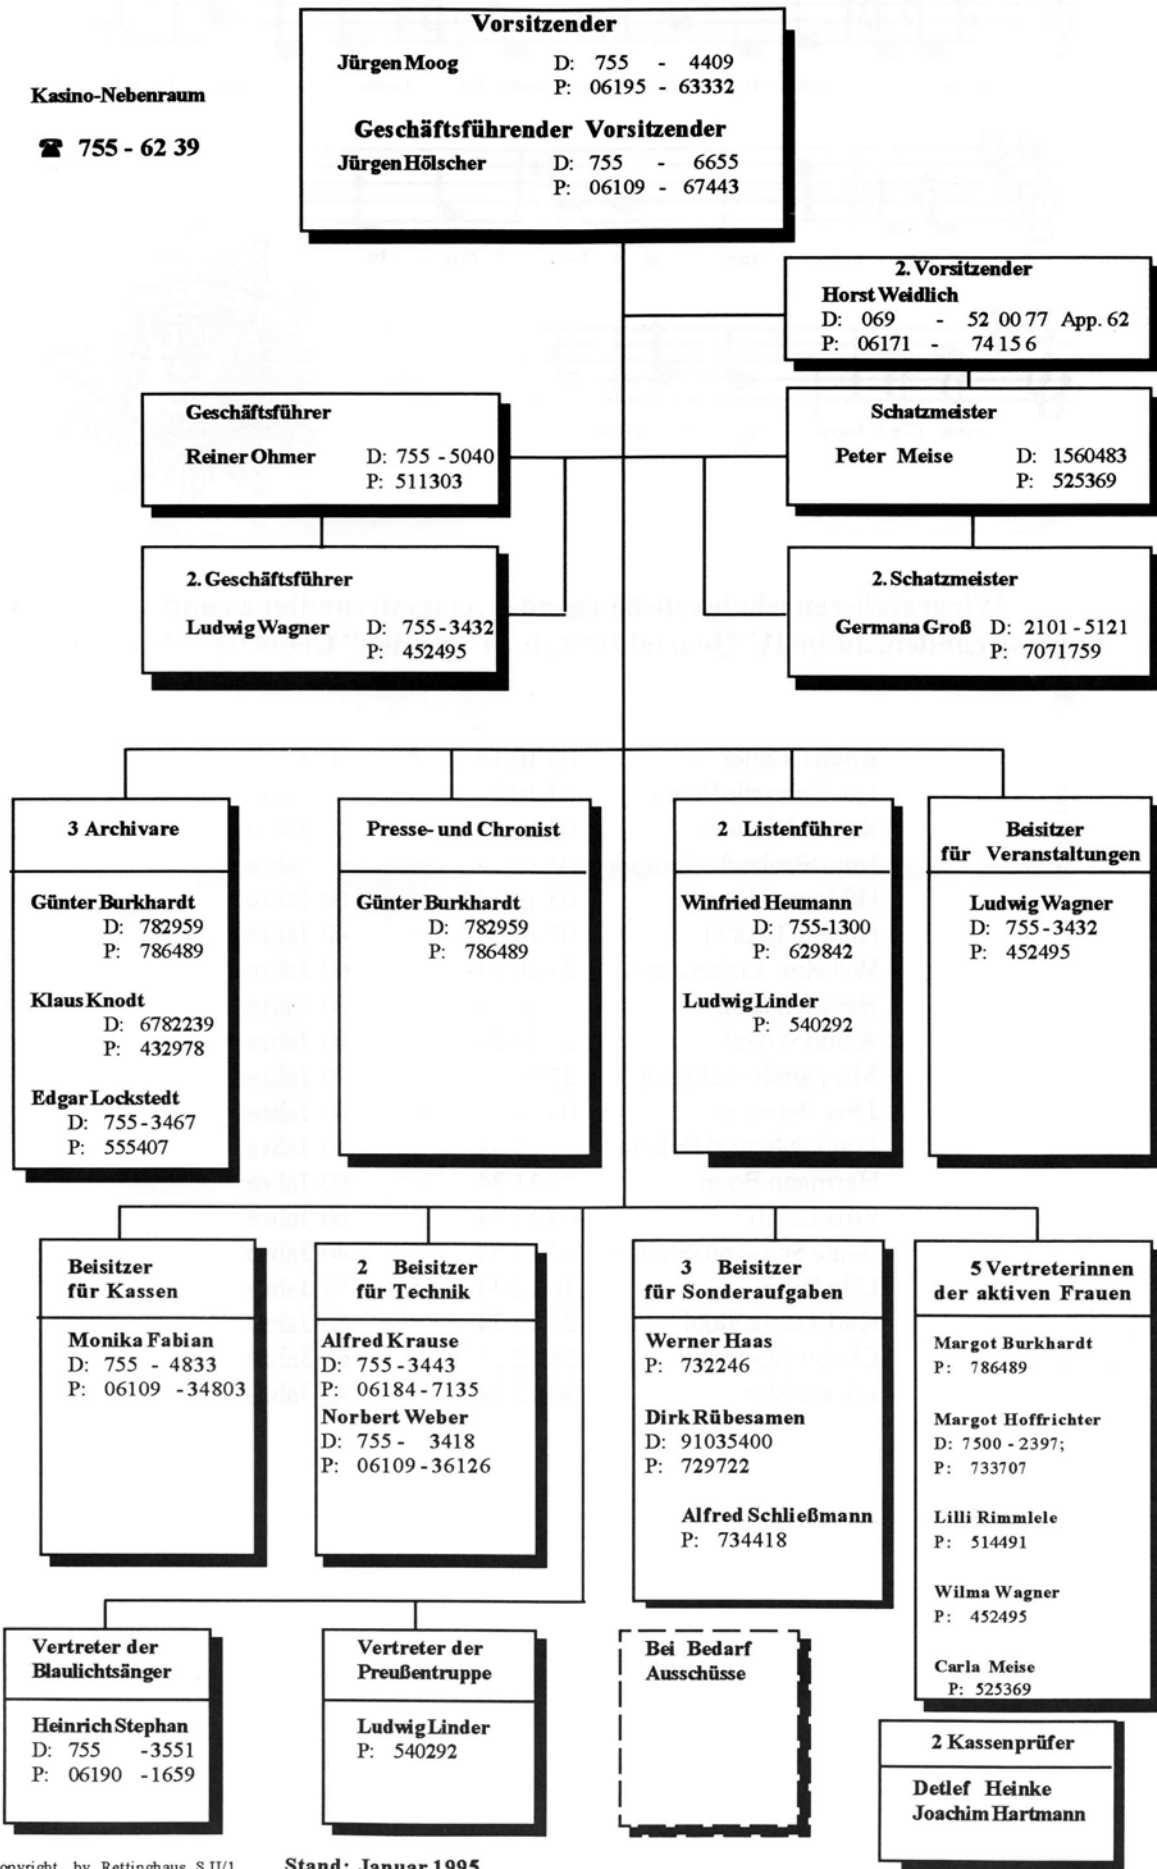 Vorsitzender
Jürgen Moog D: 755 - 4409
P: 06195 - 63332
Geschäftsführender Vorsitzender
Jürgen Hölscher D: 755 - 6655
P: 06109 - 67443
Kasino-Nebenraum
☎ 755 - 62 39
2. Vorsitzender
Horst Weidlich
D: 069 - 52 00 77 App. 62
P: 06171 - 74 15 6
Geschäftsführer
Reiner Ohmer D: 755 - 5040
P: 511303
Schatzmeister
Peter Meise D: 1560483
P: 525369
2. Geschäftsführer
Ludwig Wagner D: 755 - 3432
P: 452495
2. Schatzmeister
Germana Groß D: 2101 - 5121
P: 7071759
3 Archivare
Günter Burkhardt
D: 782959
P: 786489
Klaus Knodt
D: 6782239
P: 432978
Edgar Lockstedt
D: 755-3467
P: 555407
Presse- und Chronist
Günter Burkhardt
D: 782959
P: 786489
2 Listenführer
Winfried Heumann
D: 755-1300
P: 629842
Ludwig Linder
P: 540292
Beisitzer
für Veranstaltungen
Ludwig Wagner
D: 755-3432
P: 452495
Beisitzer
für Kassen
Monika Fabian
D: 755 - 4833
P: 06109 -34803
2 Beisitzer
für Technik
Alfred Krause
D: 755-3443
P: 06184-7135
Norbert Weber
D: 755 - 3418
P: 06109-36126
3 Beisitzer
für Sonderaufgaben
Werner Haas
P: 732246
Dirk Rübesamen
D: 91035400
P: 729722
Alfred Schließmann
P: 734418
5 Vertreterinnen
der aktiven Frauen
Margot Burkhardt
P: 786489
Margot Hoffrichter
D: 7500 - 2397;
P: 733707
Lilli Rimmlele
P: 514491
Wilma Wagner
P: 452495
Carla Meise
P: 525369
Vertreter der
Blaulichtsänger
Heinrich Stephan
D: 755 -3551
P: 06190 -1659
Vertreter der
Preußentruppe
Ludwig Linder
P: 540292
Bei Bedarf
Ausschüsse
2 Kassenprüfer
Detlef Heinke
Joachim Hartmann
opyright by Rettinghaus S II/1 Stand: Januar 1995